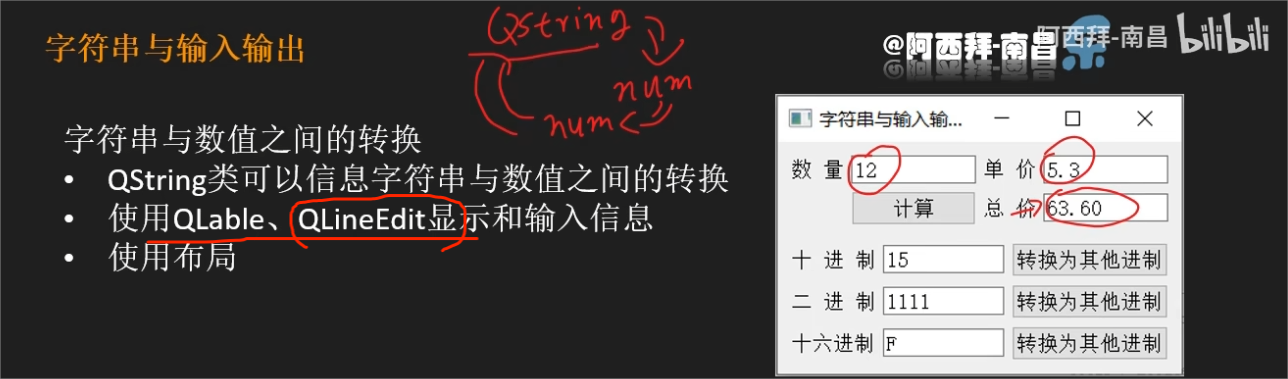 字符串与输入输出
QString
num
num
@阿西拜-南昌
阿西拜-南昌 bilibili
字符串与数值之间的转换
• QString类可以信息字符串与数值之间的转换
• 使用QLable、QLineEdit显示和输入信息
• 使用布局
字符串与输入输...
数 量 12 单 价 5.3
计算 总 价 63.60
十 进 制 15 转换为其他进制
二 进 制 1111 转换为其他进制
十六进制 F 转换为其他进制